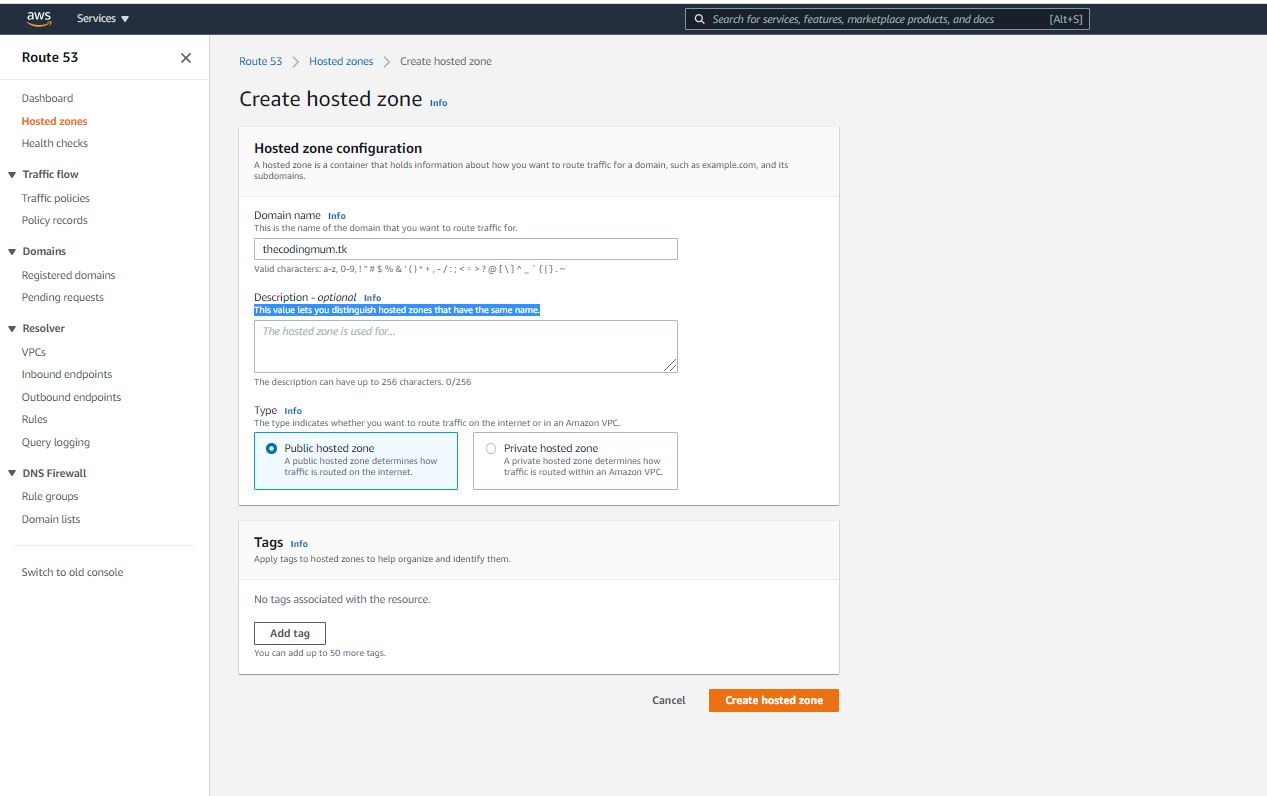 aws Services Search for services, features, marketplace products, and docs [Alt+S]
Route 53
Dashboard
Hosted zones
Health checks
Traffic flow
Traffic policies
Policy records
Domains
Registered domains
Pending requests
Resolver
VPCs
Inbound endpoints
Outbound endpoints
Rules
Query logging
DNS Firewall
Rule groups
Domain lists
Switch to old console
Route 53 > Hosted zones > Create hosted zone
Create hosted zone Info
Hosted zone configuration
A hosted zone is a container that holds information about how you want to route traffic for a domain, such as example.com, and its
subdomains.
Domain name Info
This is the name of the domain that you want to route traffic for.
thecodingmum.tk
Valid characters: a-z, 0-9, ! " # $ % & ' ( ) * + , - / : ; < = > ? @ [ \ ] ^ _ ` { | } . ~
Description - optional Info
This value lets you distinguish hosted zones that have the same name.
The hosted zone is used for...
The description can have up to 256 characters. 0/256
Type Info
The type indicates whether you want to route traffic on the internet or in an Amazon VPC.
Public hosted zone
A public hosted zone determines how
traffic is routed on the internet.
Private hosted zone
A private hosted zone determines how
traffic is routed within an Amazon VPC.
Tags Info
Apply tags to hosted zones to help organize and identify them.
No tags associated with the resource.
Add tag
You can add up to 50 more tags.
Cancel Create hosted zone